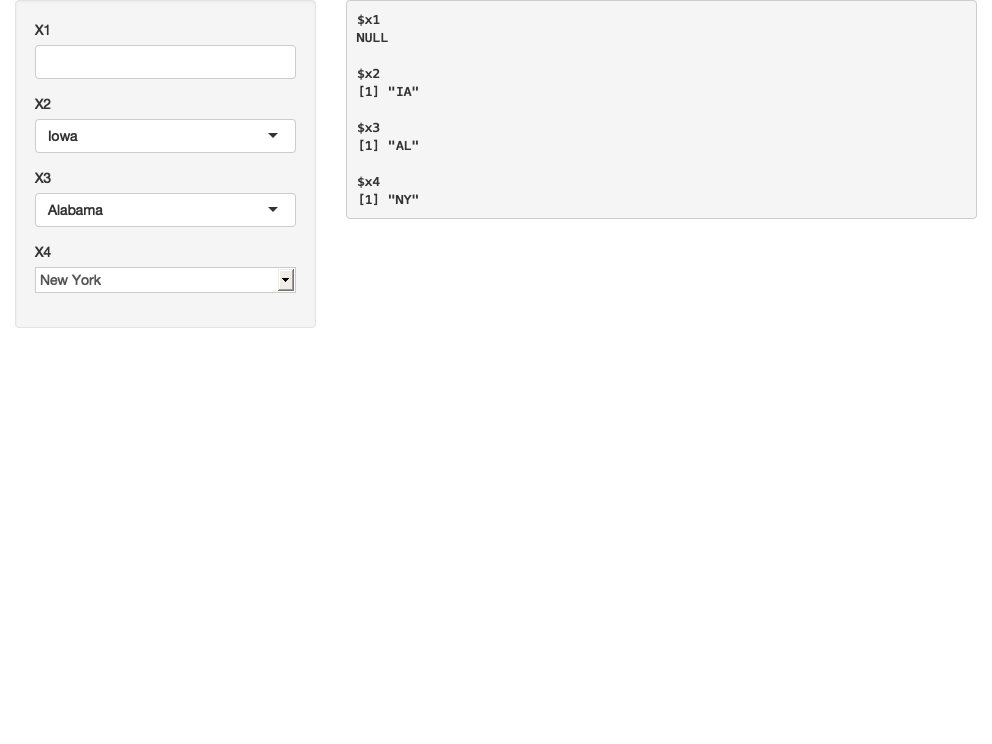 X1
X2
Iowa
X3
Alabama
X4
New York
$x1
NULL
$x2
[1] "IA"
$x3
[1] "AL"
$x4
[1] "NY"